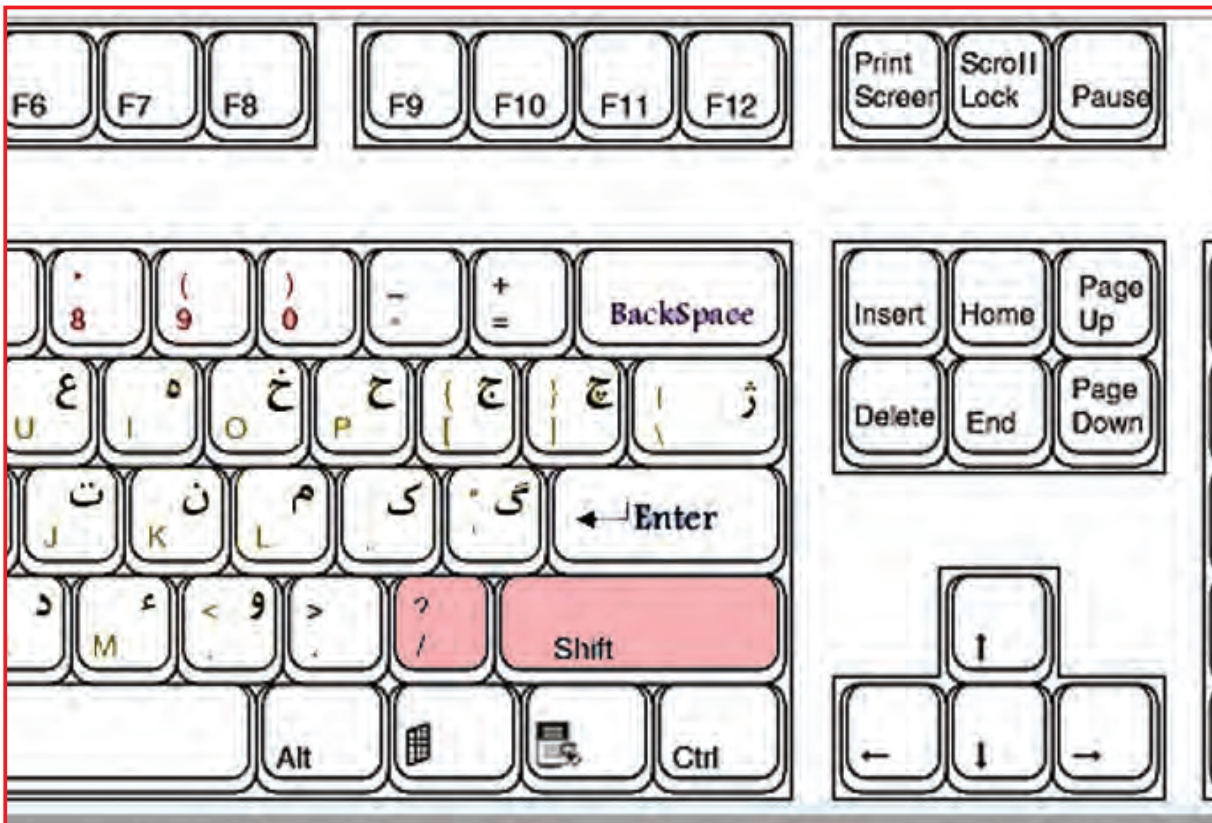 F6 F7 F8 F9 F10 F11 F12 Print Screen Scroll Lock Pause
* 8 ( 9 ) 0 _ - + = BackSpace Insert Home Page Up
U ع I ه O خ P ح { [ ج } ] چ | \ ژ Delete End Page Down
J ت K ن L م ک " ' گ Enter
د M ء < و > . ? / Shift
Alt Ctrl